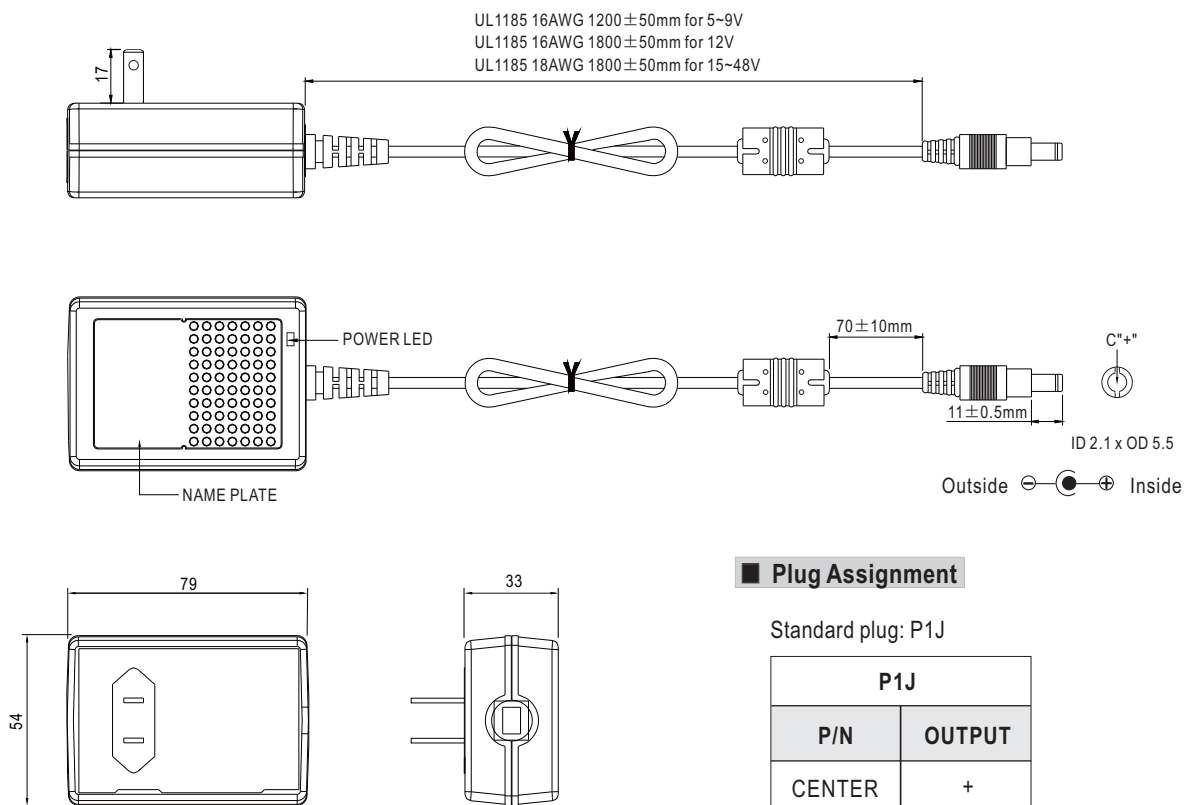 UL1185 16AWG 1200±50mm for 5~9V
UL1185 16AWG 1800±50mm for 12V
UL1185 18AWG 1800±50mm for 15~48V
17
POWER LED
70±10mm
C"+"
11±0.5mm
ID 2.1 x OD 5.5
NAME PLATE
Outside - + Inside
79
33
54
■ Plug Assignment
Standard plug: P1J
P1J
P/N OUTPUT
CENTER +